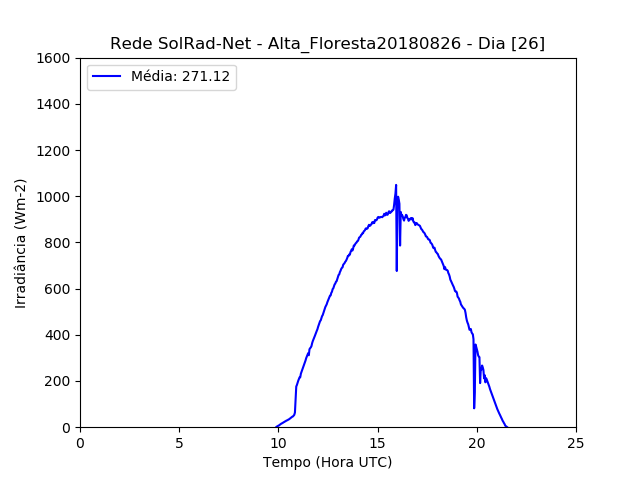 Rede SolRad-Net - Alta_Floresta20180826 - Dia [26]
Média: 271.12
Irradiância (Wm-2)
1600
1400
1200
1000
800
600
400
200
0
0 5 10 15 20 25
Tempo (Hora UTC)